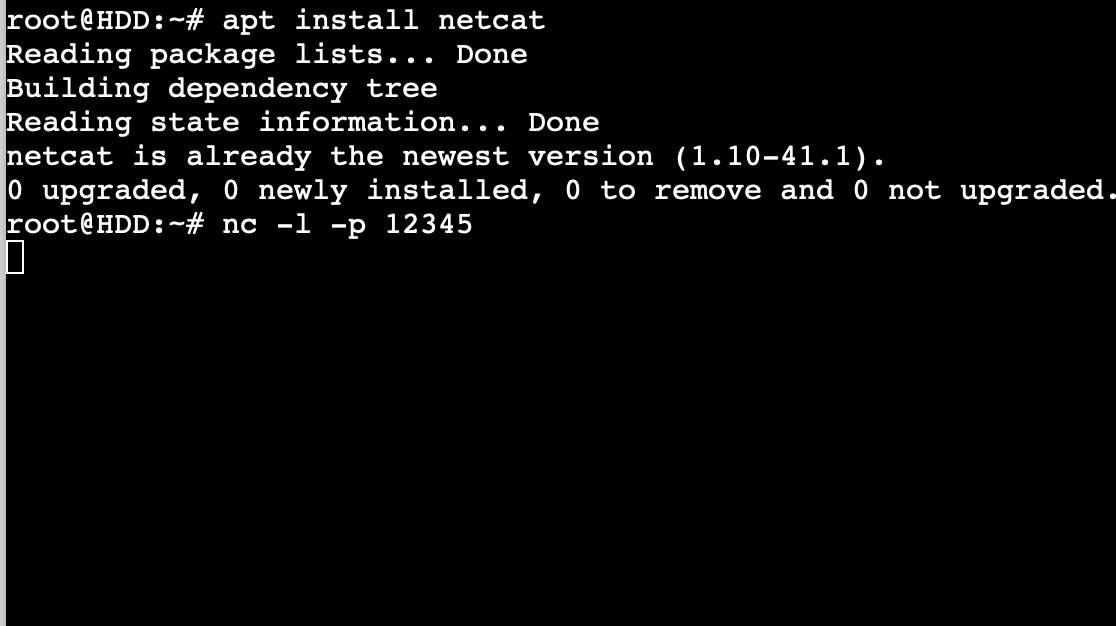 root@HDD:~# apt install netcat
Reading package lists... Done
Building dependency tree
Reading state information... Done
netcat is already the newest version (1.10-41.1).
0 upgraded, 0 newly installed, 0 to remove and 0 not upgraded.
root@HDD:~# nc -l -p 12345